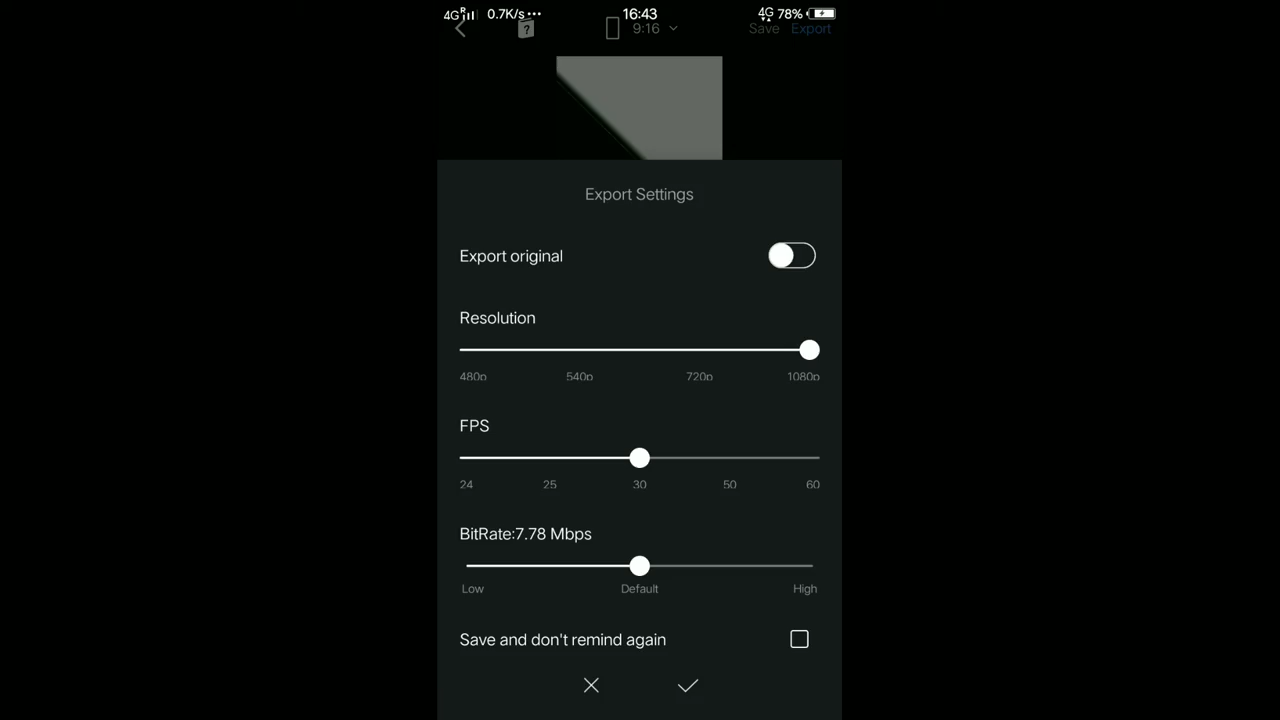 4G R 0.7K/s... 16:43 4G 78%
? 9:16 Save Export
Export Settings
Export original
Resolution
480p 540p 720p 1080p
FPS
24 25 30 50 60
BitRate:7.78 Mbps
Low Default High
Save and don't remind again